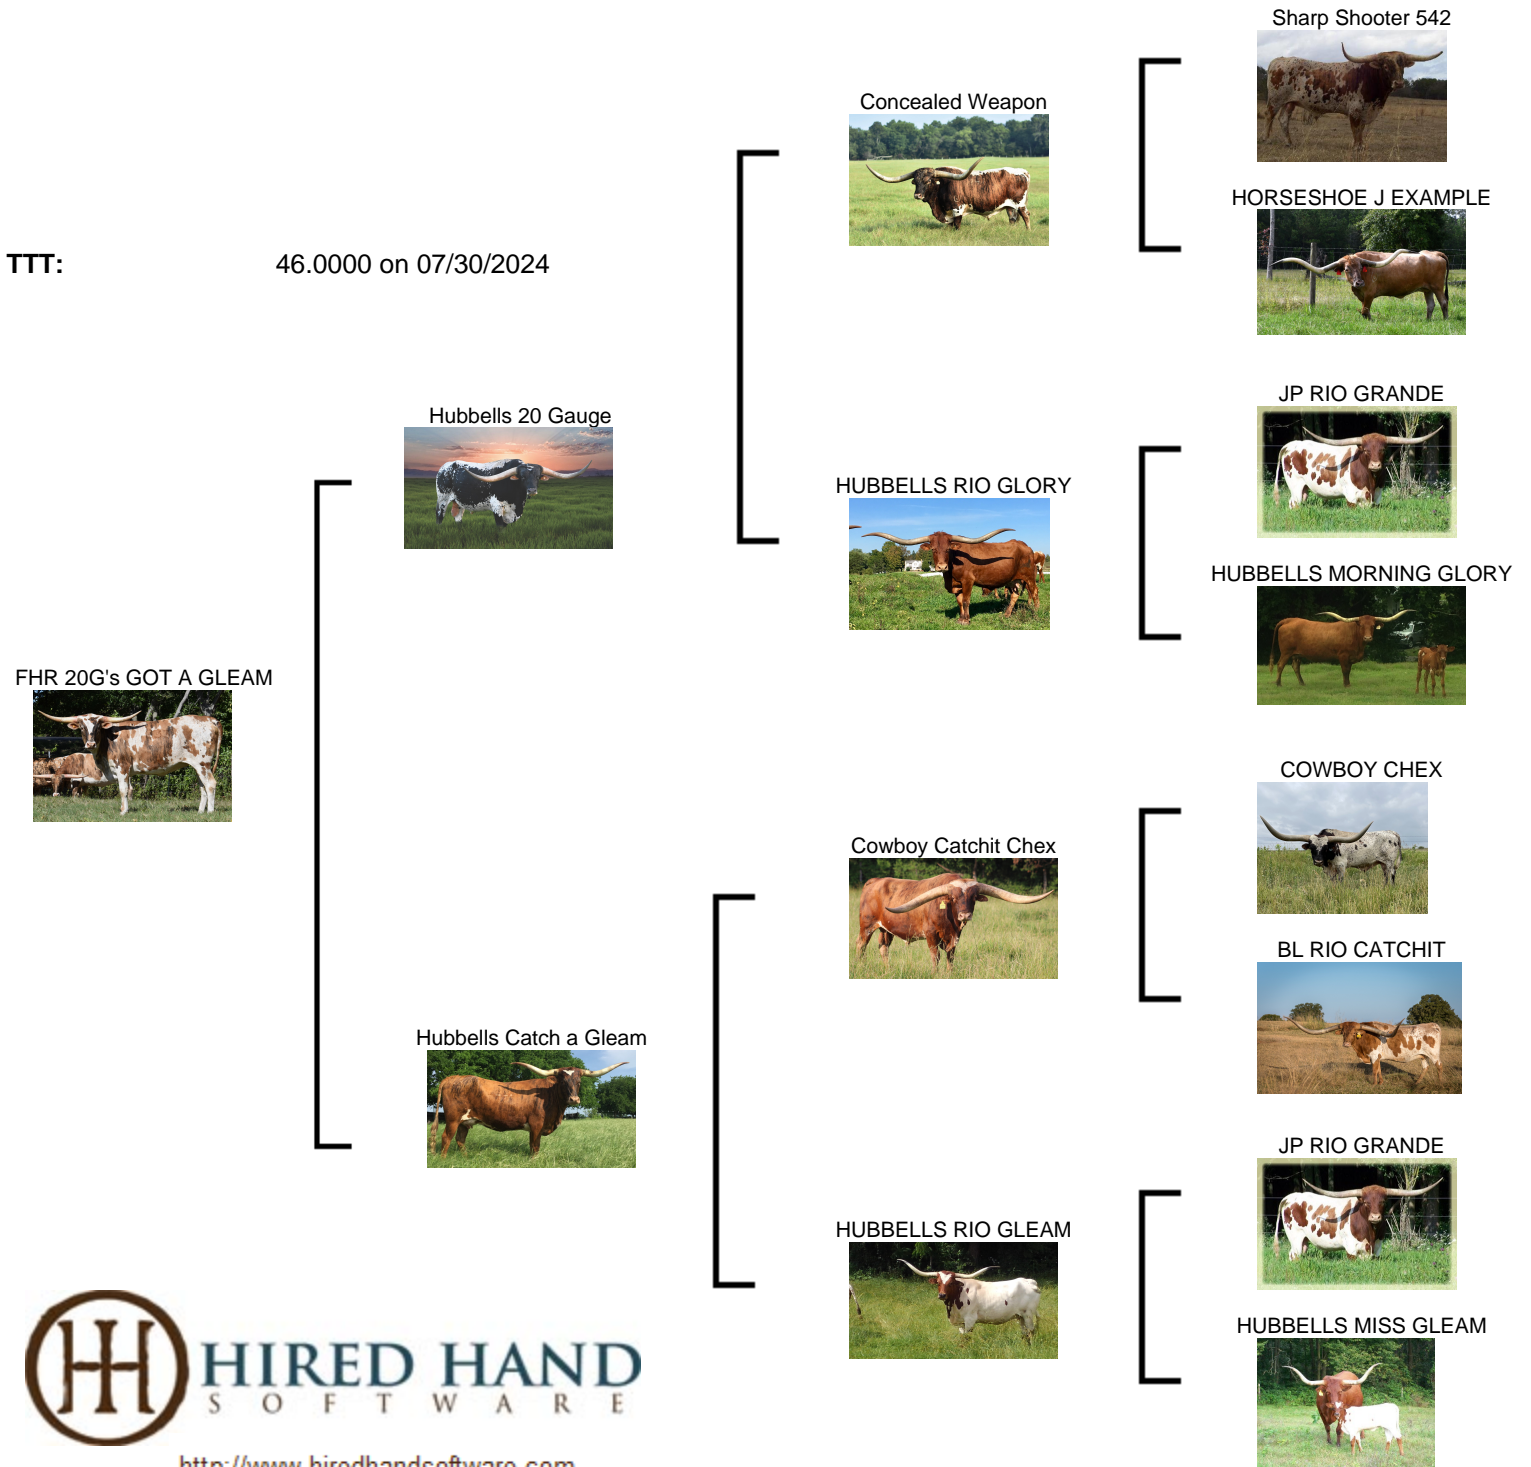 Sharp Shooter 542
Concealed Weapon
HORSESHOE J EXAMPLE
TTT: 46.0000 on 07/30/2024
JP RIO GRANDE
Hubbells 20 Gauge
HUBBELLS RIO GLORY
HUBBELLS MORNING GLORY
FHR 20G's GOT A GLEAM
COWBOY CHEX
Cowboy Catchit Chex
BL RIO CATCHIT
Hubbells Catch a Gleam
JP RIO GRANDE
HUBBELLS RIO GLEAM
HUBBELLS MISS GLEAM
HIRED HAND
SOFTWARE
http://www.hiredhandsoftware.com